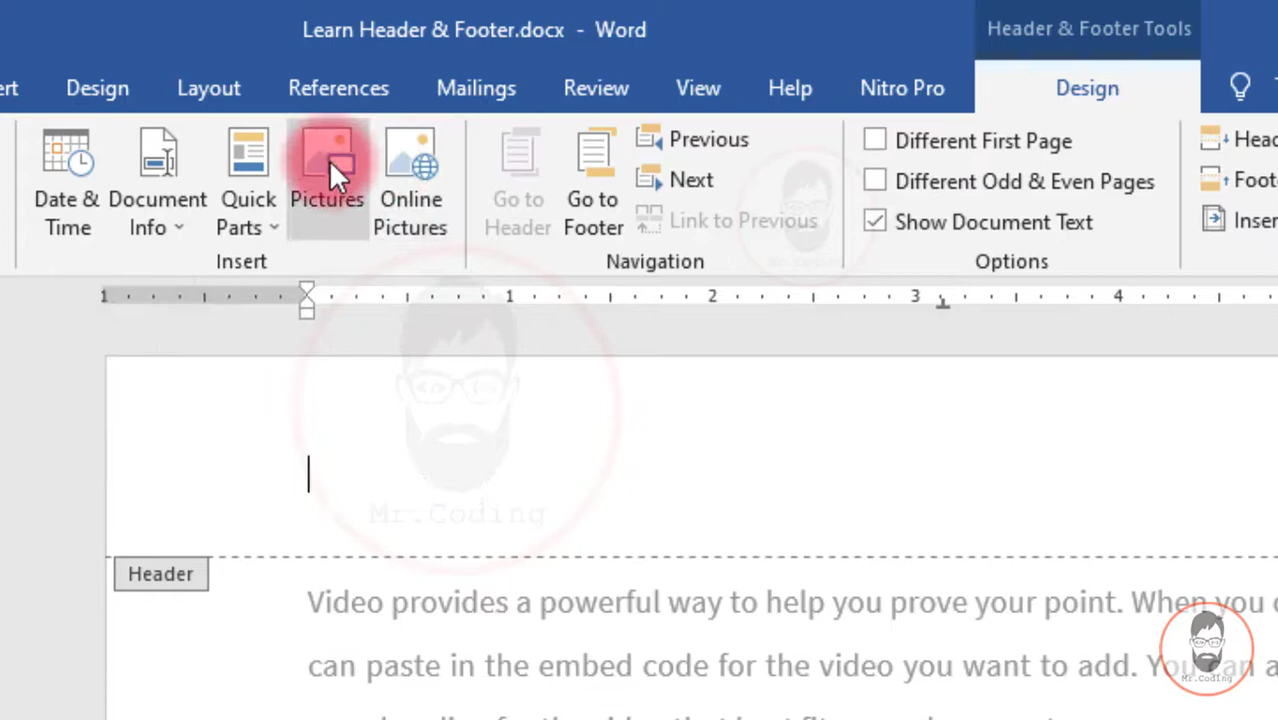 Learn Header & Footer.docx - Word
Header & Footer Tools
Design
Layout
References
Mailings
Review
View
Help
Nitro Pro
Design
Date &
Time
Document
Info
Quick
Parts
Pictures
Online
Pictures
Insert
Go to
Header
Go to
Footer
Previous
Next
Link to Previous
Navigation
Different First Page
Different Odd & Even Pages
Show Document Text
Options
1 1 2 3 4
Mr.Coding
Header
Video provides a powerful way to help you prove your point. When you
can paste in the embed code for the video you want to add. You can
Mr.Coding